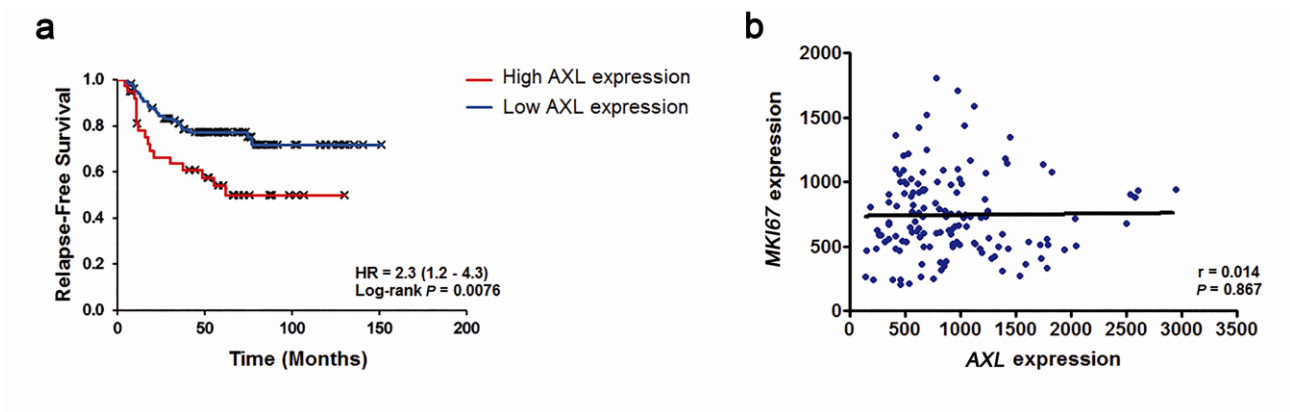 a
High AXL expression
Low AXL expression
Relapse-Free Survival
1.0
0.8
0.6
0.4
0.2
0.0
HR = 2.3 (1.2 - 4.3)
Log-rank P = 0.0076
0 50 100 150 200
Time (Months)
b
MKI67 expression
2000
1500
1000
500
0
r = 0.014
P = 0.867
0 500 1000 1500 2000 2500 3000 3500
AXL expression